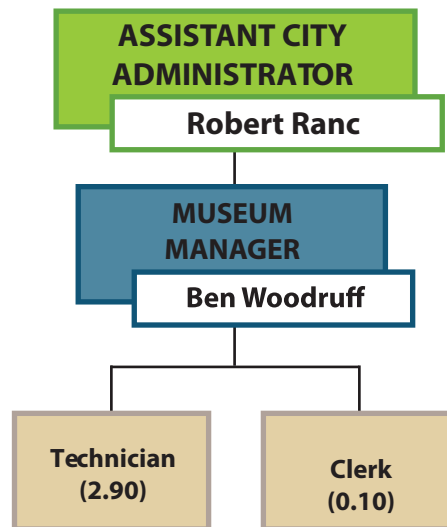 ASSISTANT CITY
ADMINISTRATOR
Robert Ranc
MUSEUM
MANAGER
Ben Woodruff
Technician
(2.90)
Clerk
(0.10)